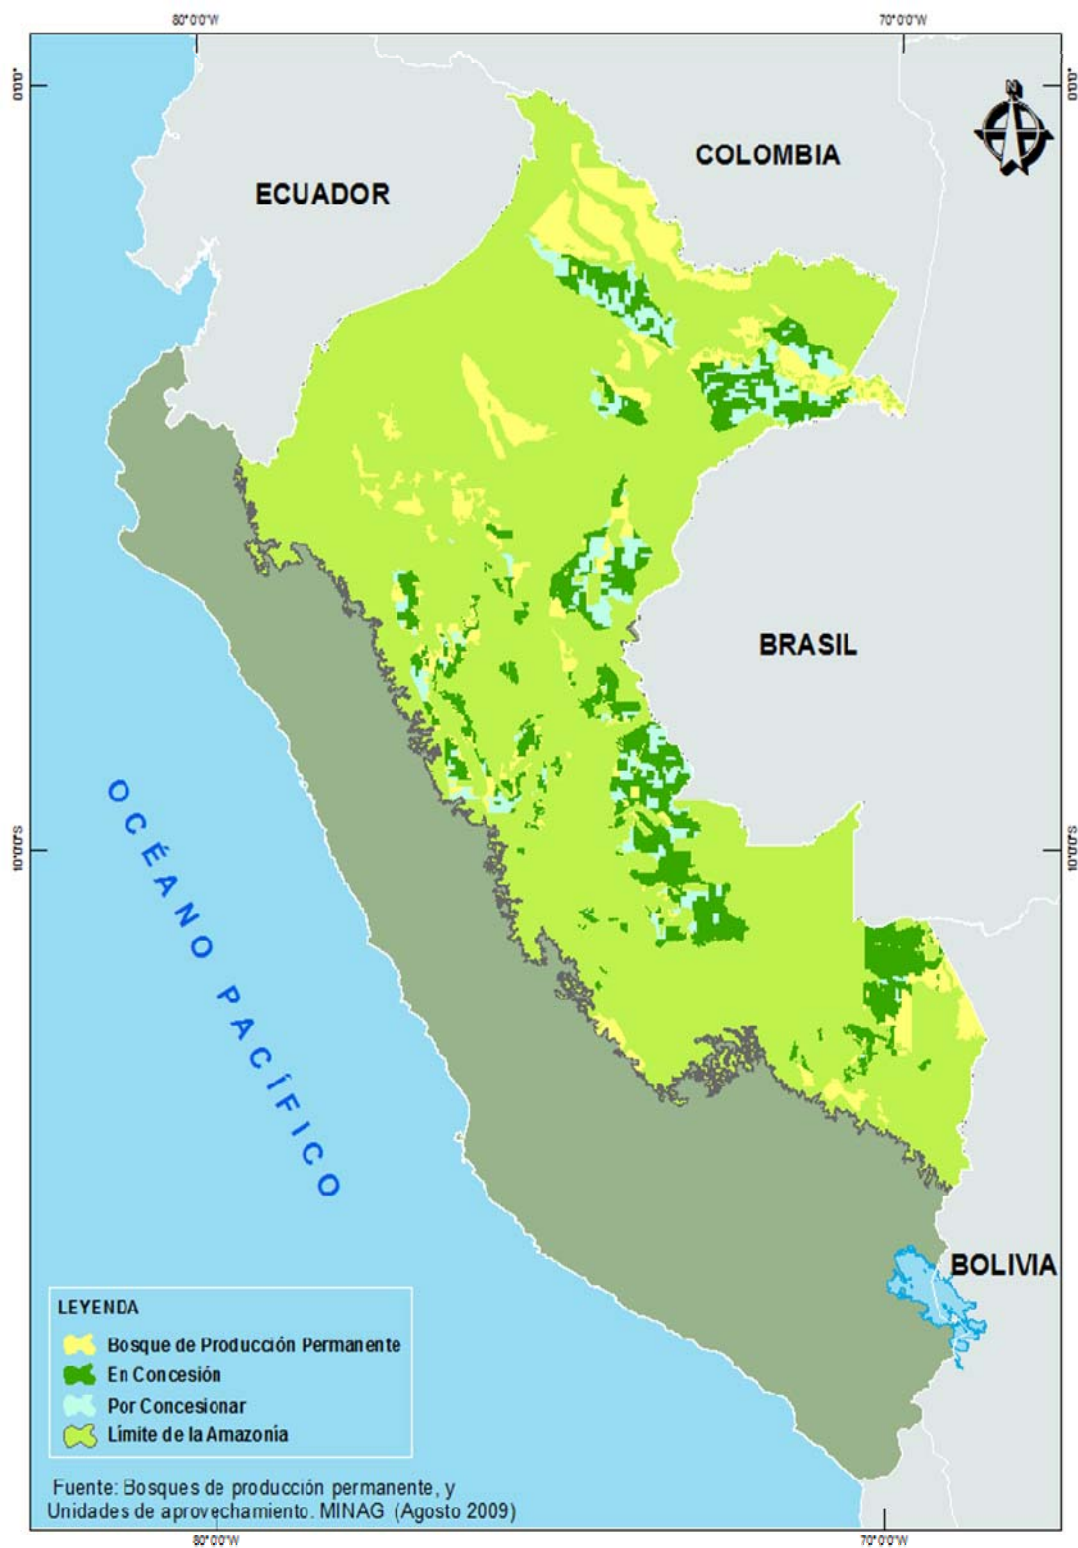 80°0'0"W
70°0'0"W
0°0'0"
0°0'0"
N
COLOMBIA
ECUADOR
BRASIL
10°0'0"S
10°0'0"S
OCÉANO PACÍFICO
BOLIVIA
LEYENDA
Bosque de Producción Permanente
En Concesión
Por Concesionar
Límite de la Amazonía
Fuente: Bosques de producción permanente, y
Unidades de aprovechamiento. MINAG (Agosto 2009)
80°0'0"W
70°0'0"W